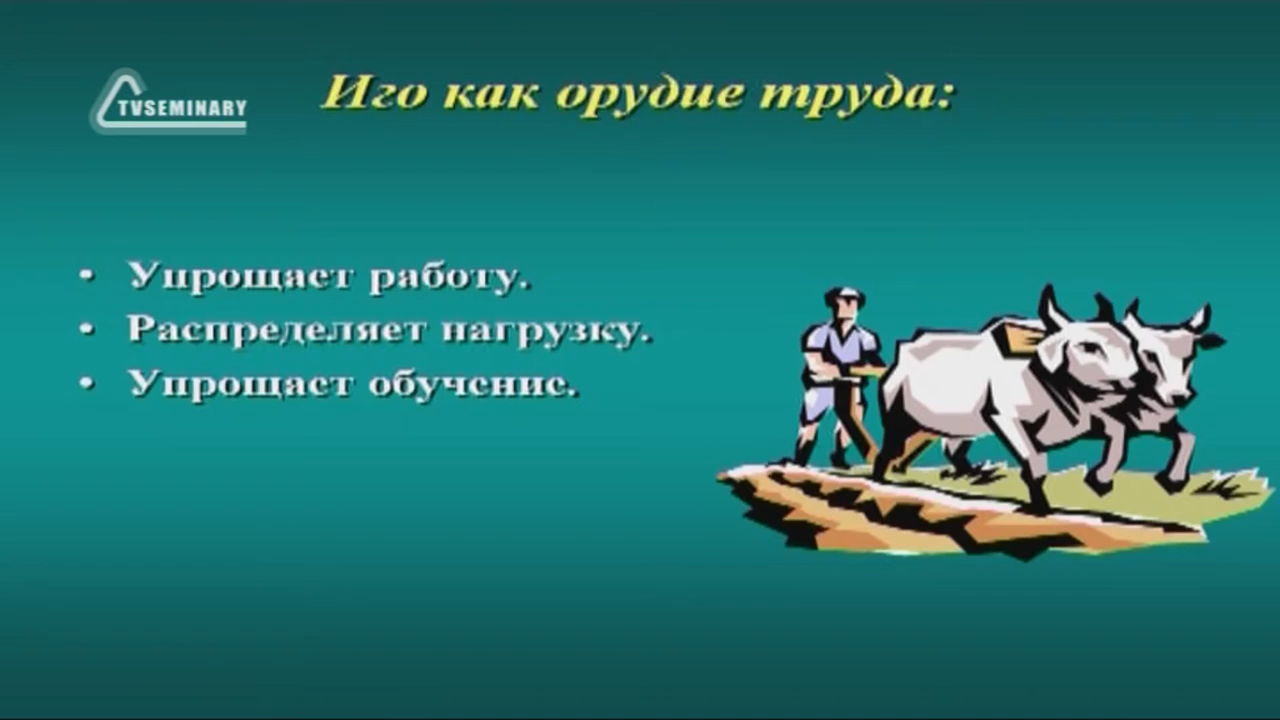 TVSEMINARY
Иго как орудие труда:
• Упрощает работу.
• Распределяет нагрузку.
• Упрощает обучение.